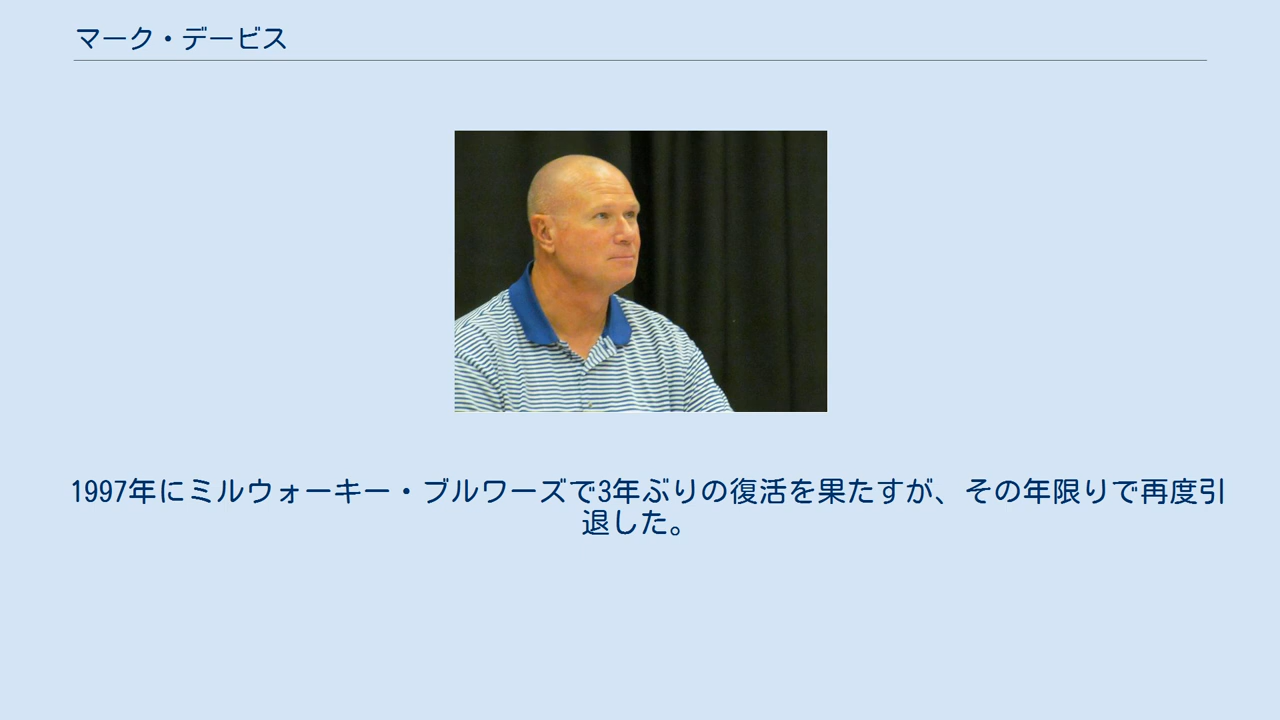 マーク・デービス
1997年にミルウォーキー・ブルワーズで3年ぶりの復活を果たすが、その年限りで再度引
退した。